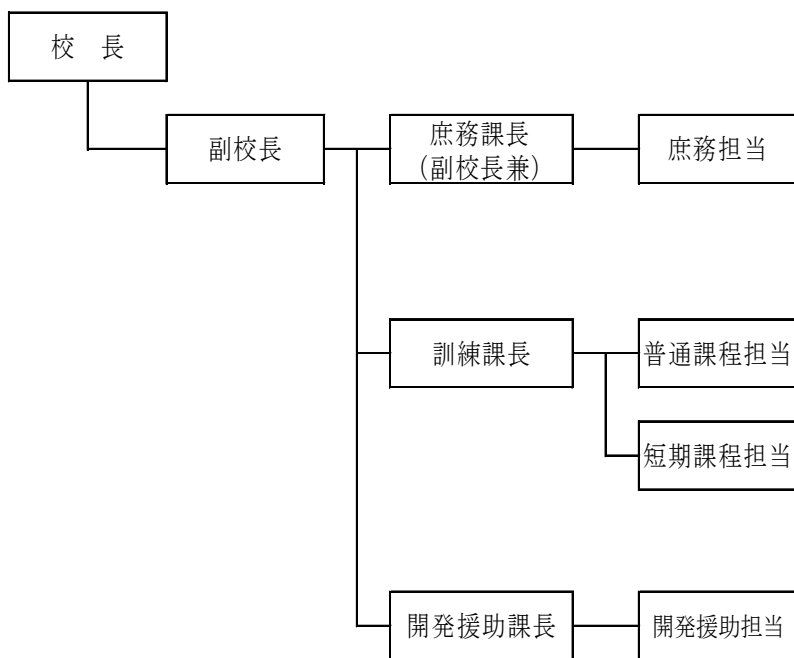 校　長
副校長
庶務課長
（副校長兼）
庶務担当
訓練課長
普通課程担当
短期課程担当
開発援助課長
開発援助担当